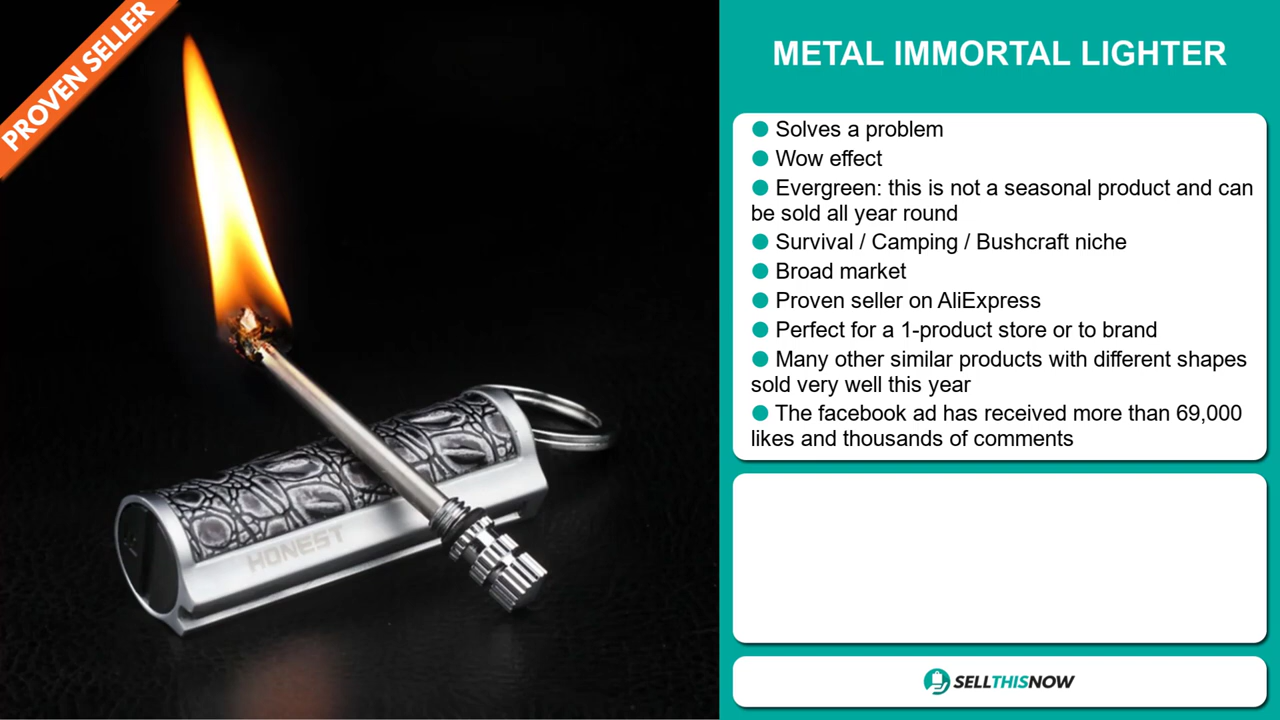 PROVEN SELLER
METAL IMMORTAL LIGHTER
● Solves a problem
● Wow effect
● Evergreen: this is not a seasonal product and can
be sold all year round
● Survival / Camping / Bushcraft niche
● Broad market
● Proven seller on AliExpress
● Perfect for a 1-product store or to brand
● Many other similar products with different shapes
sold very well this year
● The facebook ad has received more than 69,000
likes and thousands of comments
HONEST
SELLTHISNOW